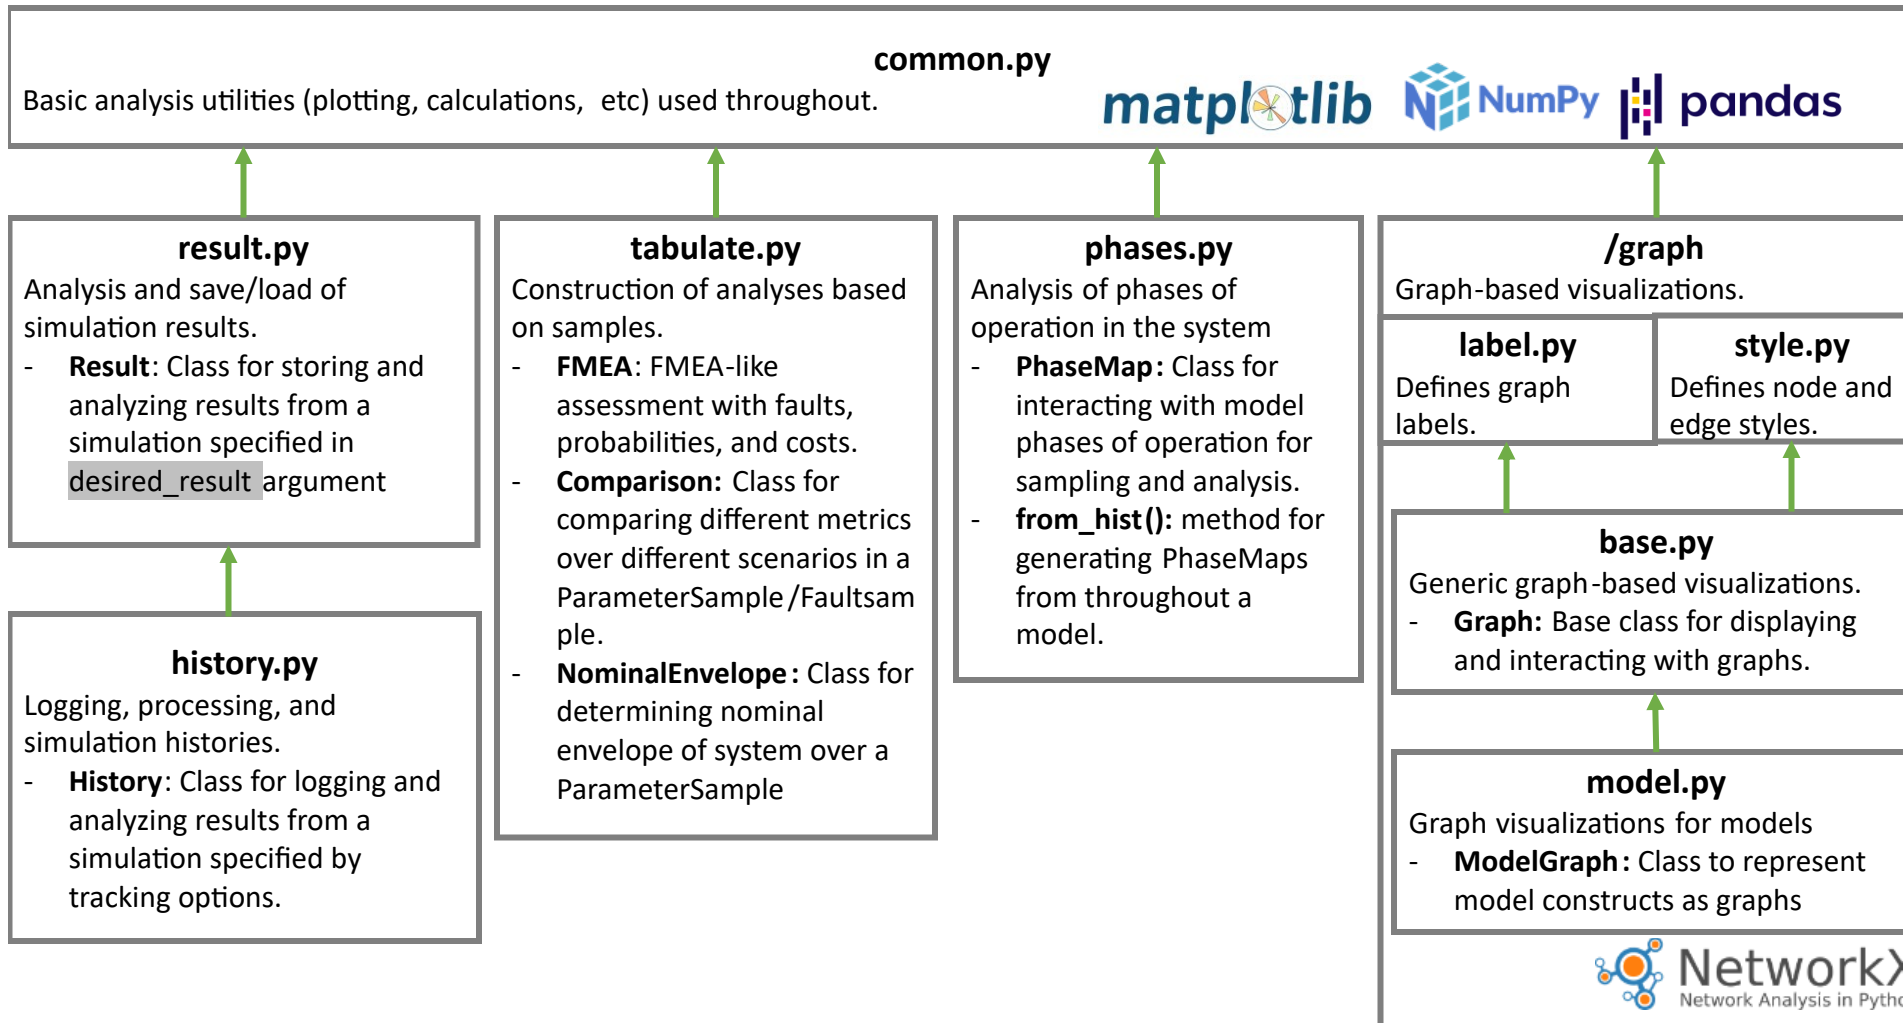 common.py
Basic analysis utilities (plotting, calculations, etc) used throughout.
matplotlib
NumPy
pandas
result.py
Analysis and save/load of
simulation results.
- Result: Class for storing and
analyzing results from a
simulation specified in
desired_result argument
history.py
Logging, processing, and
simulation histories.
- History: Class for logging and
analyzing results from a
simulation specified by
tracking options.
tabulate.py
Construction of analyses based
on samples.
- FMEA: FMEA-like
assessment with faults,
probabilities, and costs.
- Comparison: Class for
comparing different metrics
over different scenarios in a
ParameterSample/Faultsam
ple.
- NominalEnvelope: Class for
determining nominal
envelope of system over a
ParameterSample
phases.py
Analysis of phases of
operation in the system
- PhaseMap: Class for
interacting with model
phases of operation for
sampling and analysis.
- from_hist(): method for
generating PhaseMaps
from throughout a
model.
/graph
Graph-based visualizations.
label.py
Defines graph
labels.
style.py
Defines node and
edge styles.
base.py
Generic graph-based visualizations.
- Graph: Base class for displaying
and interacting with graphs.
model.py
Graph visualizations for models
- ModelGraph: Class to represent
model constructs as graphs
NetworkX
Network Analysis in Pytho